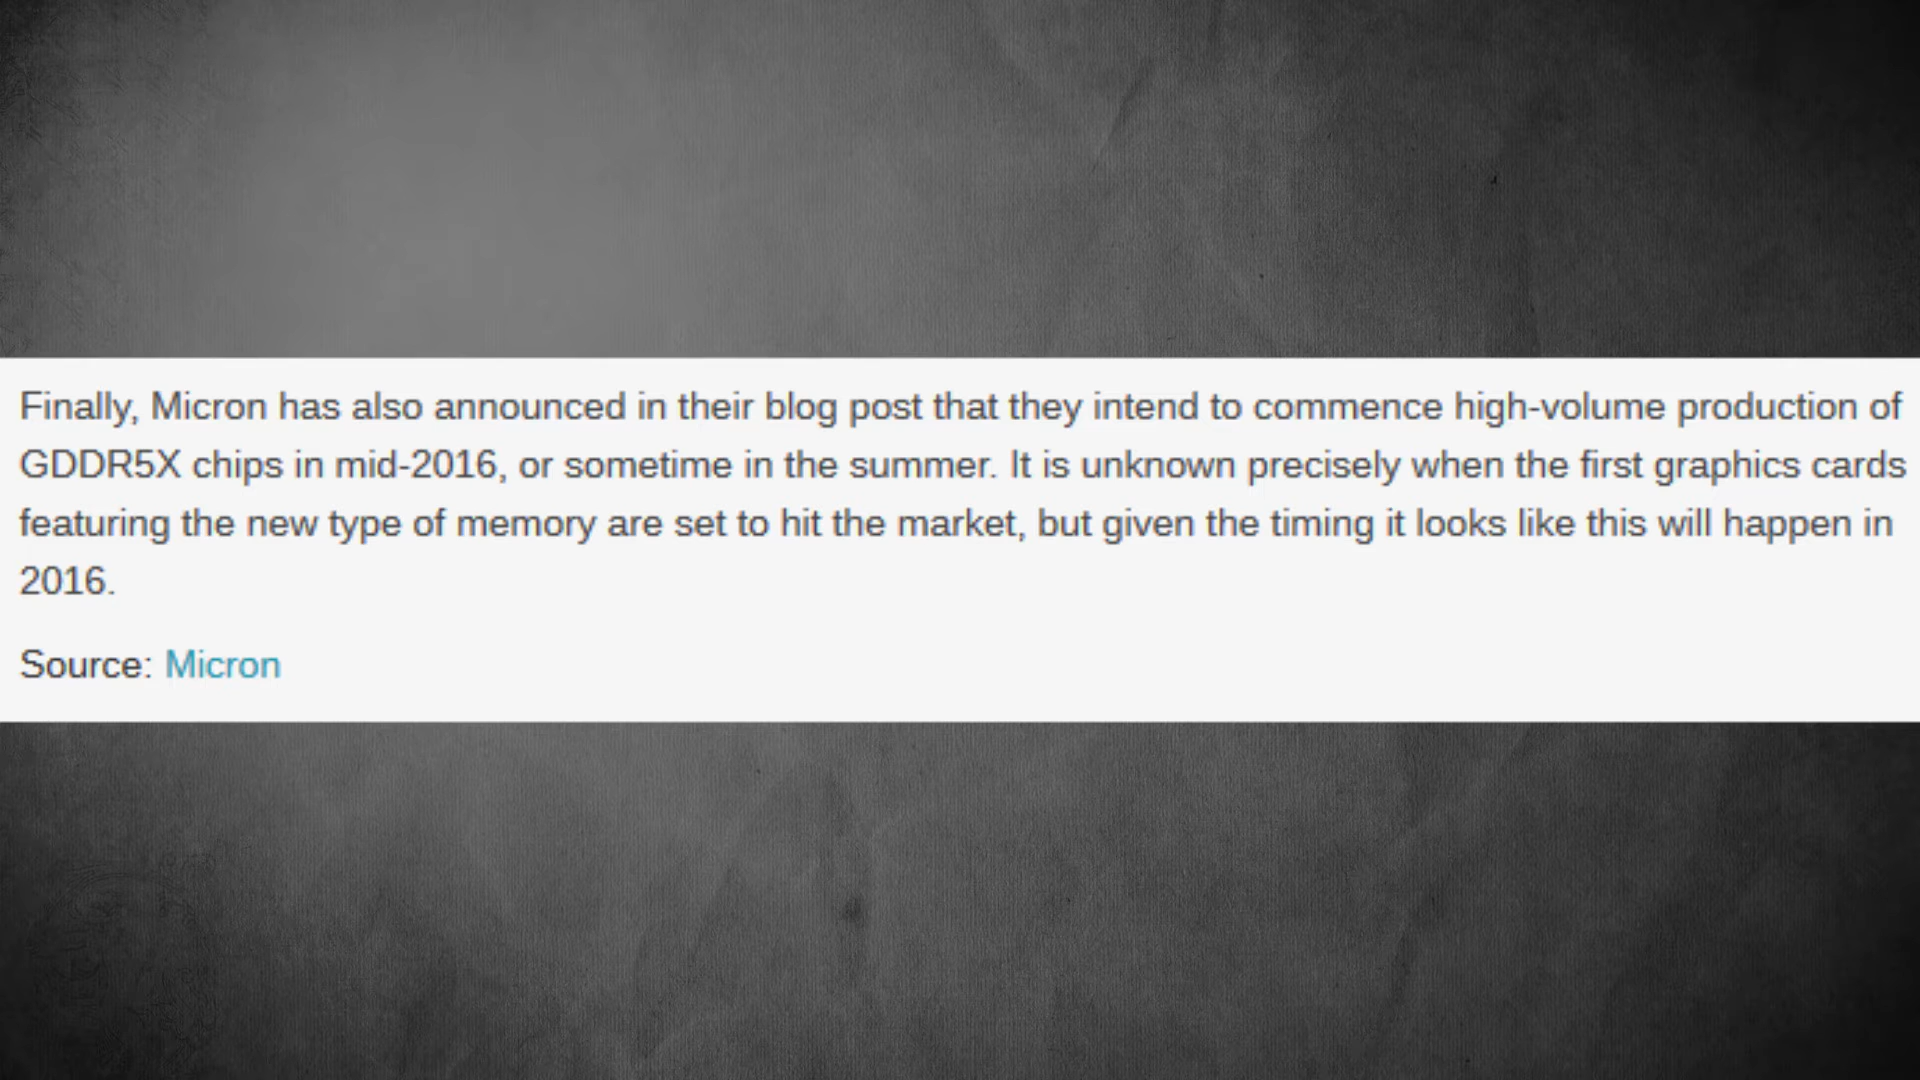 Finally, Micron has also announced in their blog post that they intend to commence high-volume production of
GDDR5X chips in mid-2016, or sometime in the summer. It is unknown precisely when the first graphics cards
featuring the new type of memory are set to hit the market, but given the timing it looks like this will happen in
2016.
Source: Micron